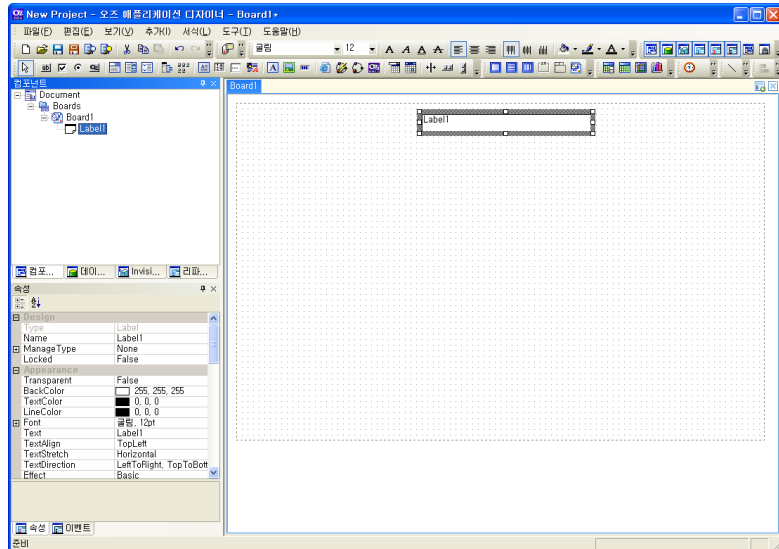 New Project - 오즈 애플리케이션 디자이너 - Board1*
파일(F) 편집(E) 보기(V) 추가(I) 서식(L) 도구(T) 도움말(H)
굴림 12
컴포넌트
Document
Boards
Board1
Label1
컴포... 데이... Invisi... 리파...
속성
Design
Type Label
Name Label1
ManageType None
Locked False
Appearance
Transparent False
BackColor 255, 255, 255
TextColor 0, 0, 0
LineColor 0, 0, 0
Font 굴림, 12pt
Text Label1
TextAlign TopLeft
TextStretch Horizontal
TextDirection LeftToRight, TopToBott
Effect Basic
속성 이벤트
Board1
Label1
준비